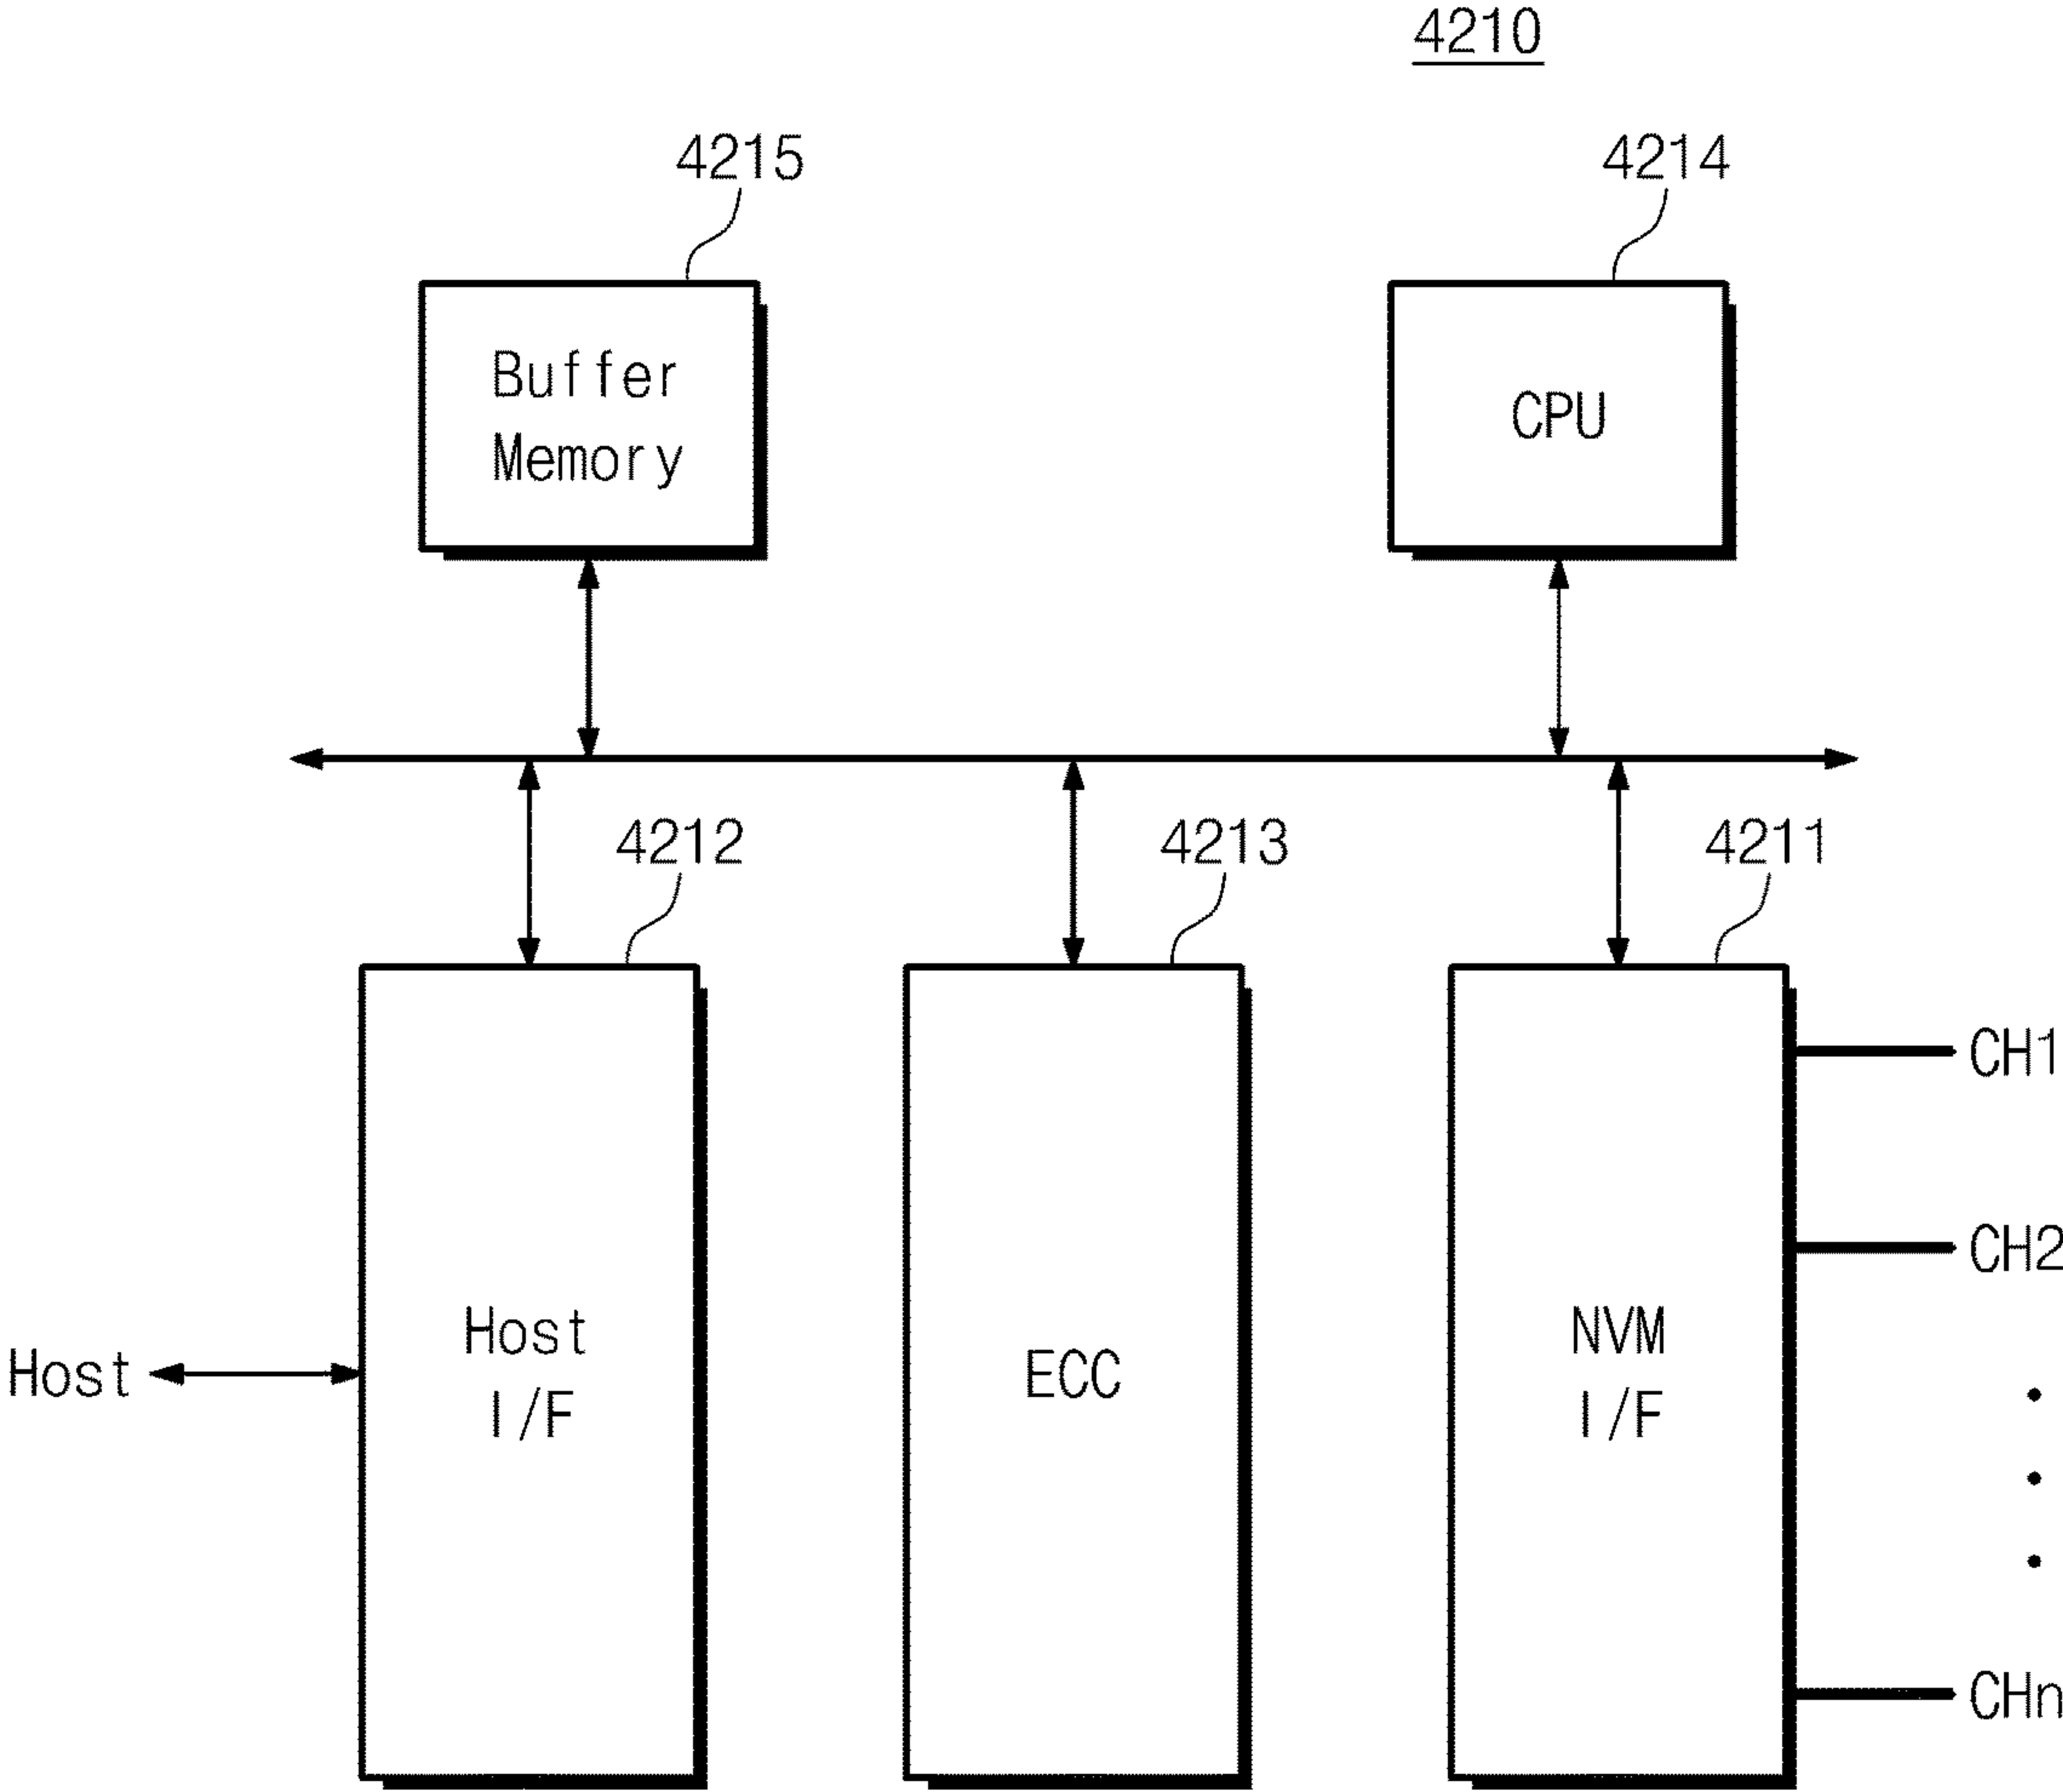 4210
4215
4214
Buffer
Memory
CPU
4212
4213
4211
CH1
CH2
Host
Host
I/F
ECC
NVM
I/F
CHn